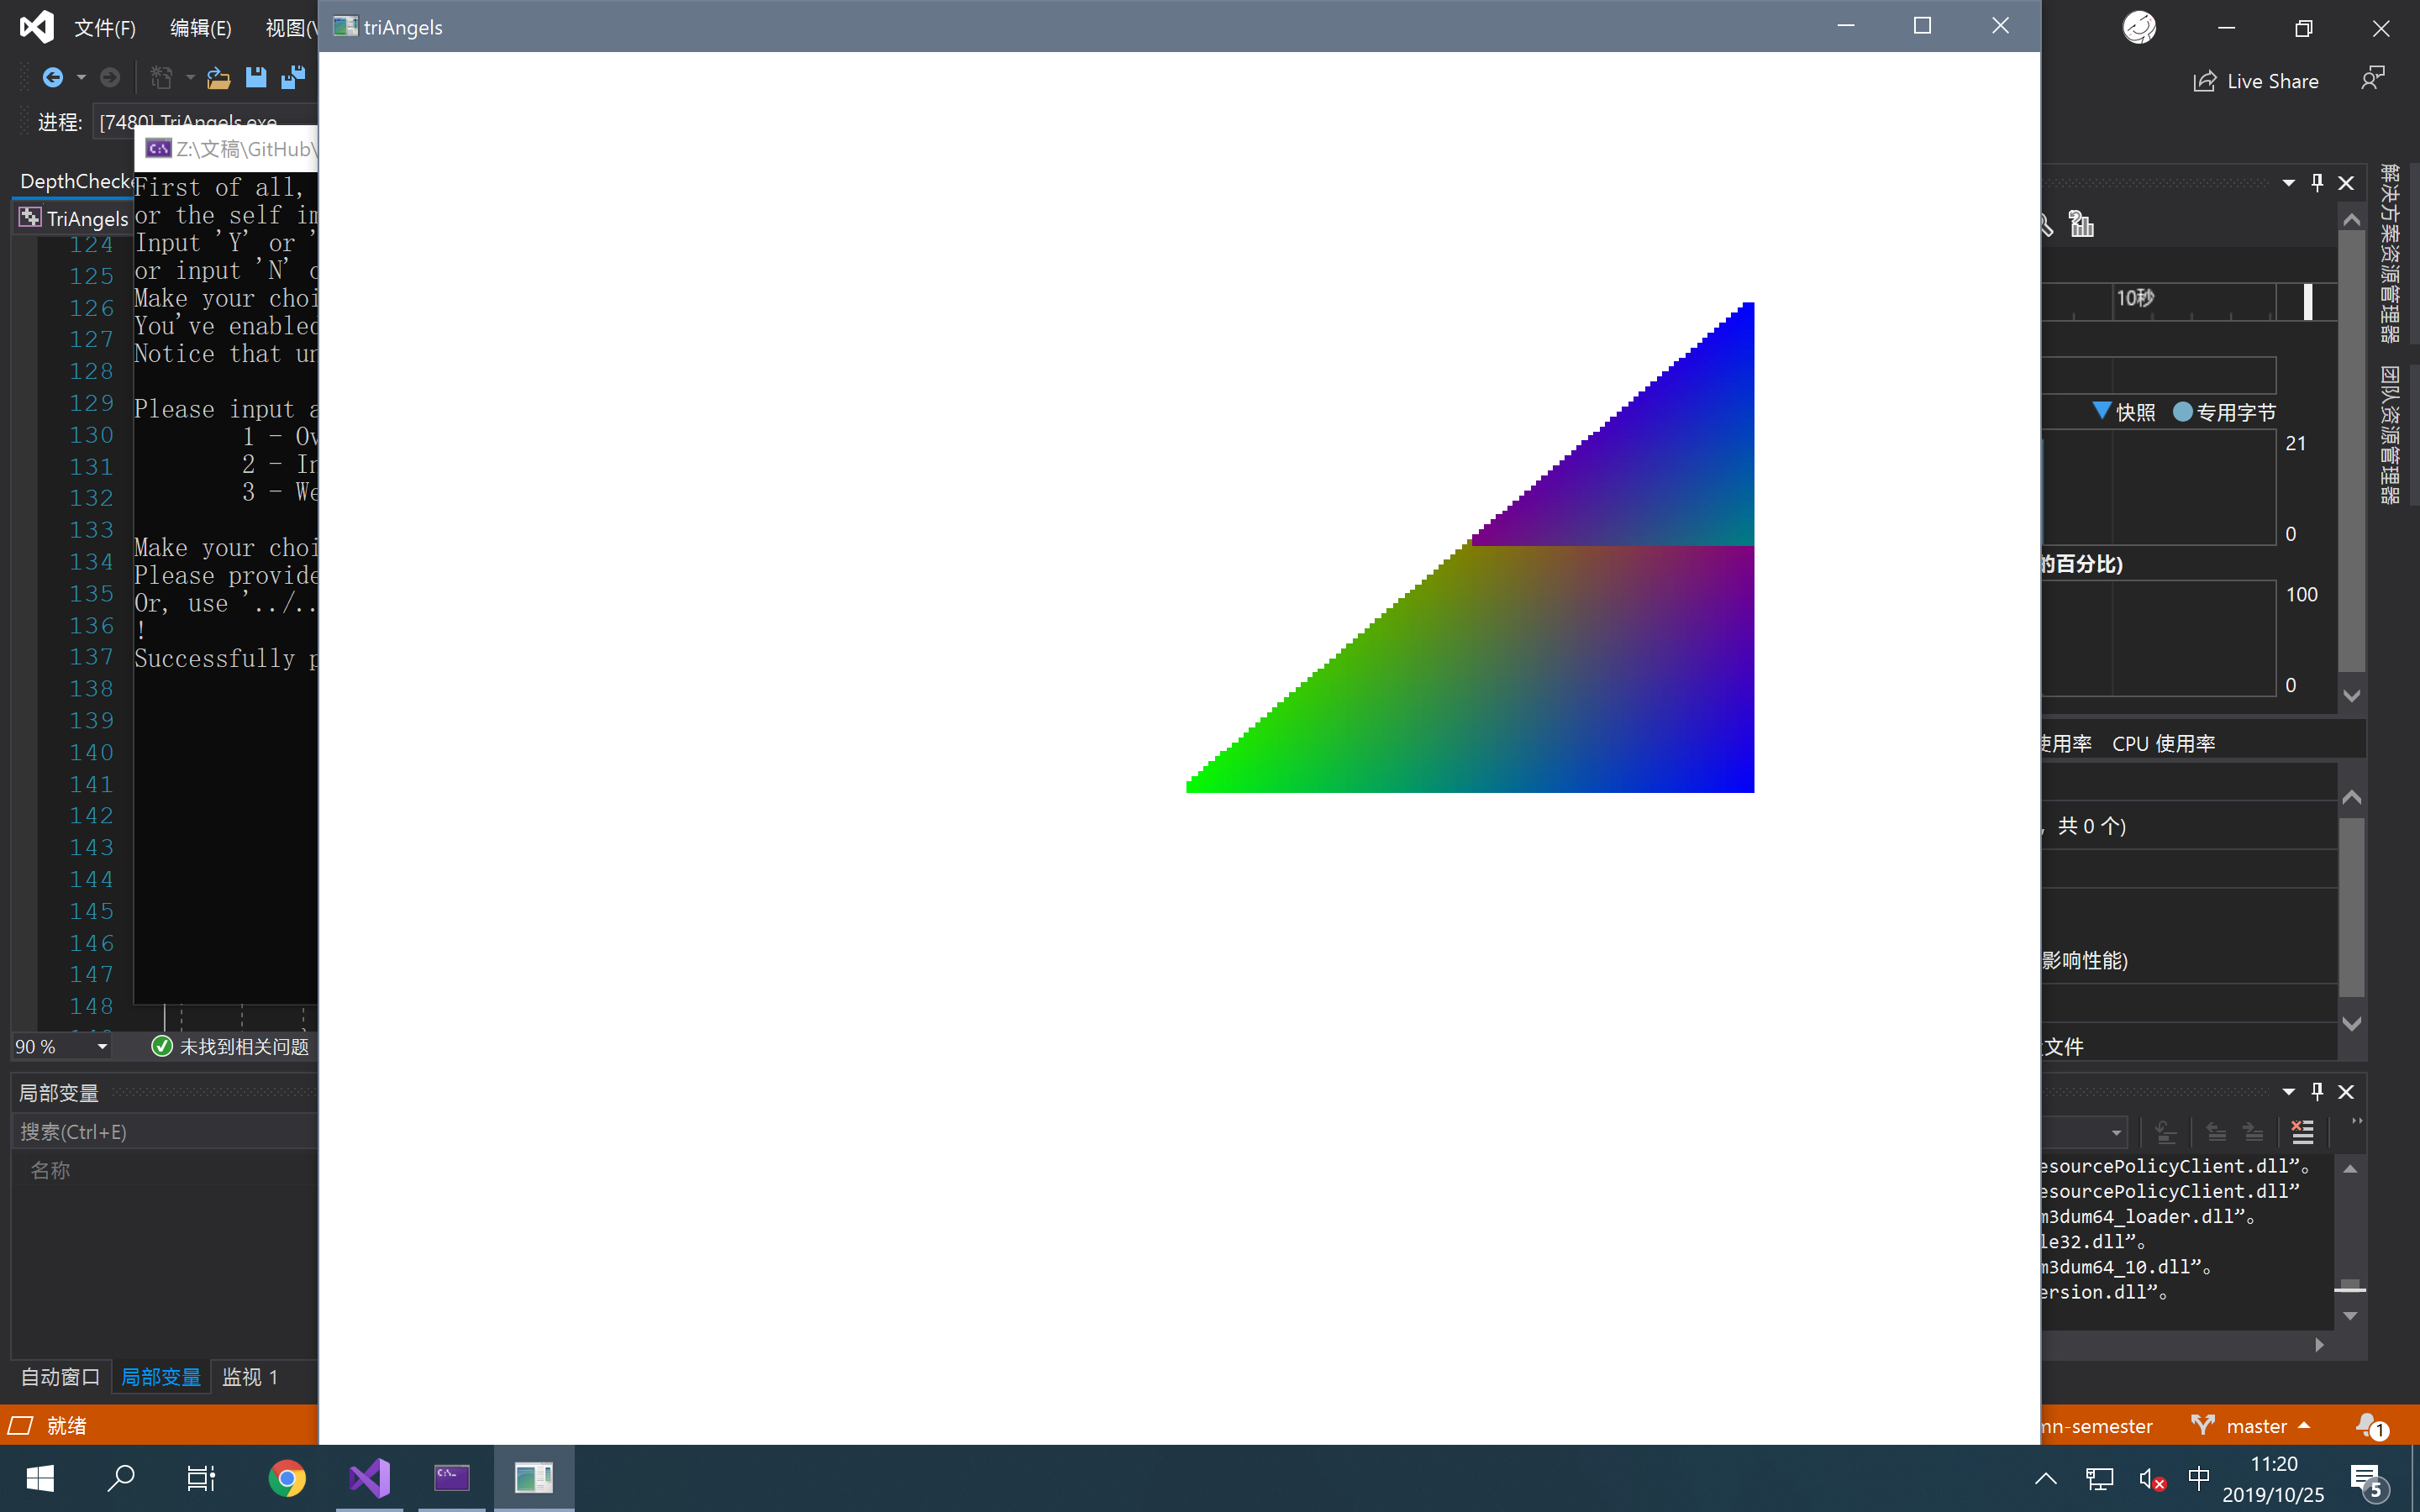 文件(F)
编辑(E)
视图(V
triAngels
Live Share
进程:
[7480] TriAngels.exe
Z:\文稿\GitHub\
DepthChecke
TriAngels
124
125
126
127
128
129
130
131
132
133
134
135
136
137
138
139
140
141
142
143
144
145
146
147
148
First of all,
or the self im
Input 'Y' or '
or input 'N' o
Make your choi
You've enabled
Notice that un
Please input a
1 - Ov
2 - In
3 - We
Make your choi
Please provide
Or, use '../..
!
Successfully p
90 %
未找到相关问题
局部变量
搜索(Ctrl+E)
名称
自动窗口
局部变量
监视 1
就绪
解决方案资源管理器
团队资源管理器
10秒
快照
专用字节
21
0
的百分比)
100
0
使用率
CPU 使用率
, 共 0 个)
影响性能)
文件
esourcePolicyClient.dll”。
esourcePolicyClient.dll”
m3dum64_loader.dll”。
le32.dll”。
m3dum64_10.dll”。
ersion.dll”。
mn-semester
master
1
中
11:20
2019/10/25
5